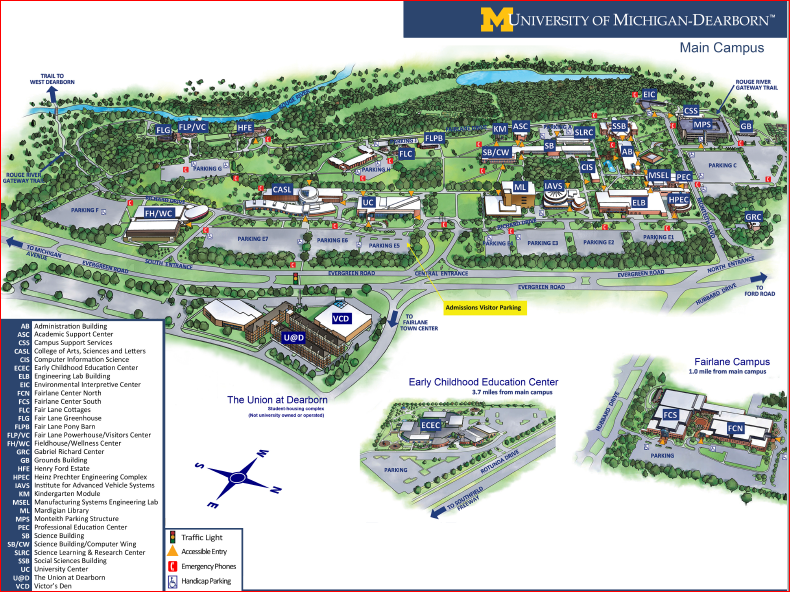 M UNIVERSITY OF MICHIGAN-DEARBORN™
Main Campus
TRAIL TO
WEST DEARBORN
ROUGE RIVER
GATEWAY TRAIL
EIC
CSS
MPS
GB
FLG
FLP/VC
HFE
FLPB
KM
ASC
SLRC
SSB
SB
SB/CW
AB
FLC
PARKING H
PARKING G
PARKING C
CIS
MSEL
PEC
ROUGE RIVER
GATEWAY TRAIL
CASL
UC
ML
IAVS
ELB
HPEC
GRC
PARKING F
FH/WC
PARKING E7
PARKING E6
PARKING E5
PARKING E4
PARKING E3
PARKING E2
PARKING E1
TO MICHIGAN
AVENUE
EVERGREEN ROAD
SOUTH ENTRANCE
EVERGREEN ROAD
CENTRAL ENTRANCE
EVERGREEN ROAD
EVERGREEN ROAD
NORTH ENTRANCE
HUBBARD DRIVE
TO
FORD ROAD
Admissions Visitor Parking
TO
FAIRLANE
TOWN CENTER
VCD
U@D
The Union at Dearborn
Student-housing complex
(Not university owned or operated)
Early Childhood Education Center
3.7 miles from main campus
ECEC
PARKING
ROTUNDA DRIVE
TO SOUTHFIELD
FREEWAY
Fairlane Campus
1.0 mile from main campus
HUBBARD DRIVE
FCS
FCN
PARKING
AB Administration Building
ASC Academic Support Center
CSS Campus Support Services
CASL College of Arts, Sciences and Letters
CIS Computer Information Science
ECEC Early Childhood Education Center
ELB Engineering Lab Building
EIC Environmental Interpretive Center
FCN Fairlane Center North
FCS Fairlane Center South
FLC Fair Lane Cottages
FLG Fair Lane Greenhouse
FLPB Fair Lane Pony Barn
FLP/VC Fair Lane Powerhouse/Visitors Center
FH/WC Fieldhouse/Wellness Center
GRC Gabriel Richard Center
GB Grounds Building
HFE Henry Ford Estate
HPEC Heinz Prechter Engineering Complex
IAVS Institute for Advanced Vehicle Systems
KM Kindergarten Module
MSEL Manufacturing Systems Engineering Lab
ML Mardigian Library
MPS Monteith Parking Structure
PEC Professional Education Center
SB Science Building
SB/CW Science Building/Computer Wing
SLRC Science Learning & Research Center
SSB Social Sciences Building
UC University Center
U@D The Union at Dearborn
VCD Victor's Den
W
S
N
E
Traffic Light
Accessible Entry
Emergency Phones
Handicap Parking